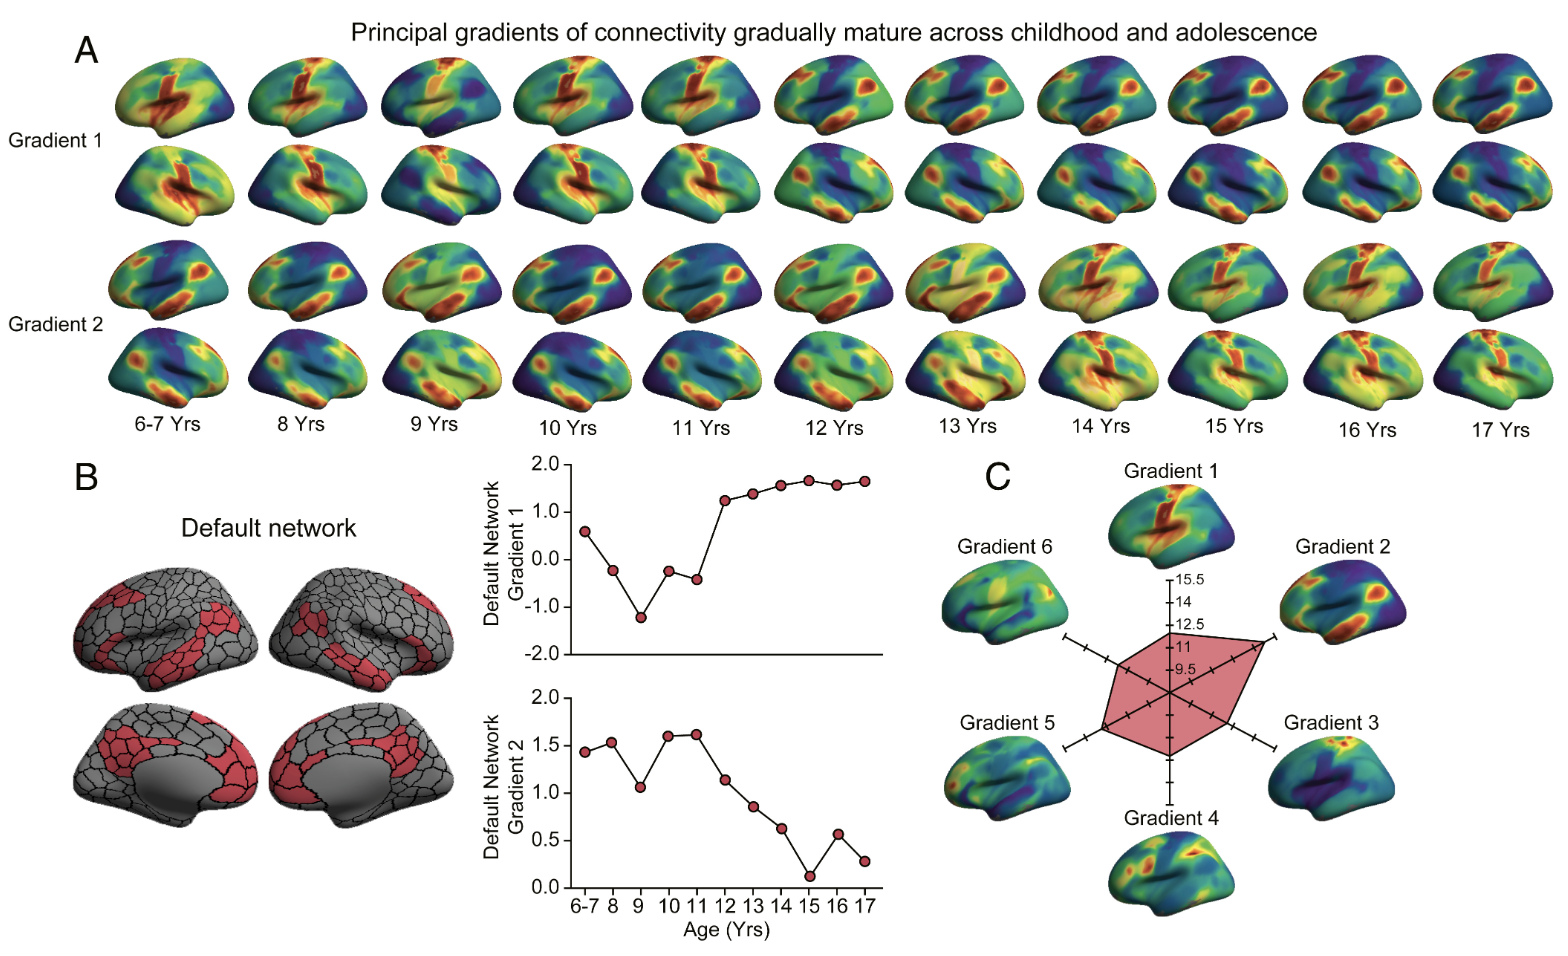 A
Principal gradients of connectivity gradually mature across childhood and adolescence
Gradient 1
Gradient 2
6-7 Yrs 8 Yrs 9 Yrs 10 Yrs 11 Yrs 12 Yrs 13 Yrs 14 Yrs 15 Yrs 16 Yrs 17 Yrs
B
Default network
Default Network
Gradient 1
2.0
1.0
0.0
-1.0
-2.0
Default Network
Gradient 2
2.0
1.5
1.0
0.5
0.0
6-7 8 9 10 11 12 13 14 15 16 17
Age (Yrs)
C
Gradient 1
Gradient 6
Gradient 2
15.5
14
12.5
11
9.5
Gradient 5
Gradient 3
Gradient 4